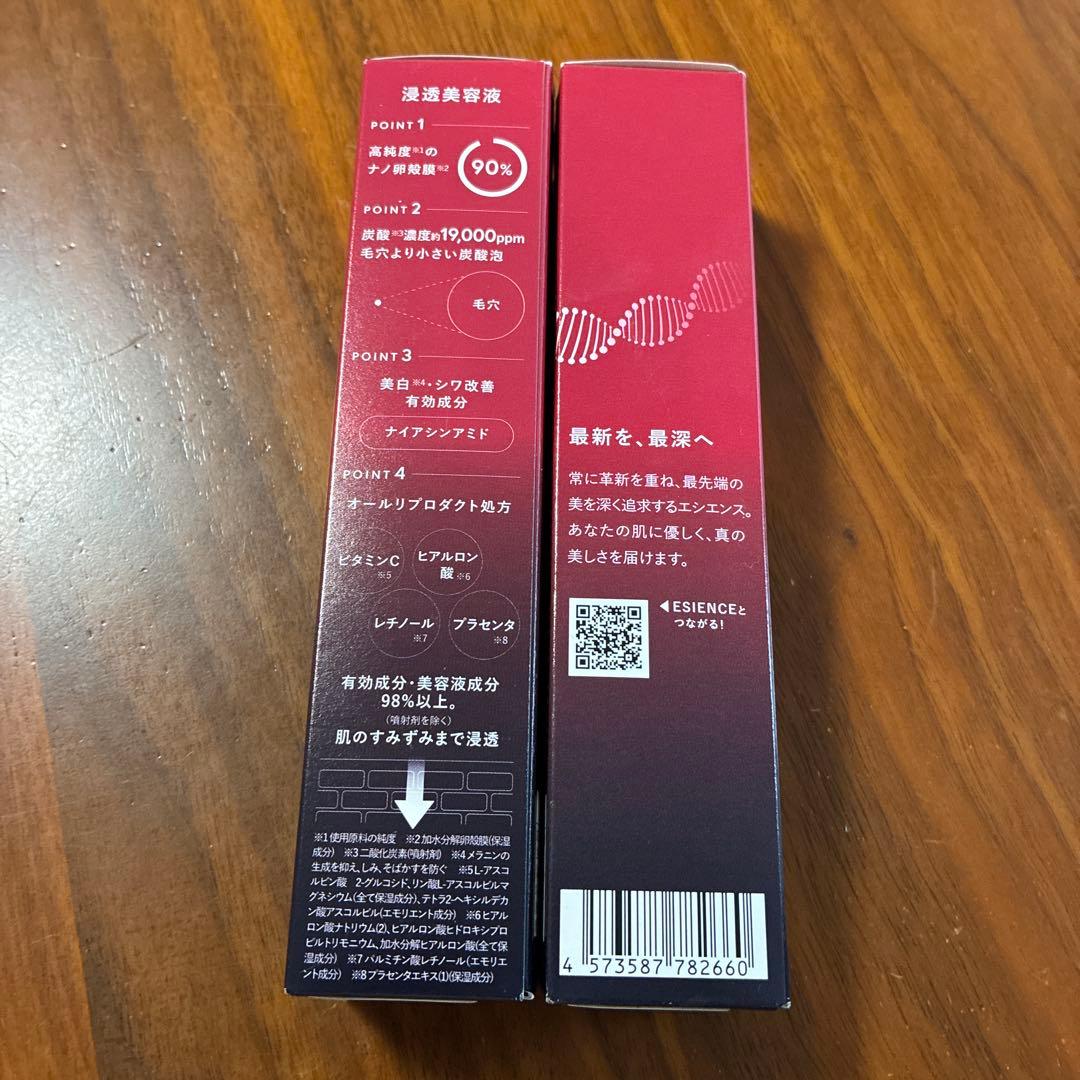 浸透美容液
POINT1
高純度※1の
ナノ卵殻膜※2
90%
POINT2
炭酸※3濃度約19,000ppm
毛穴より小さい炭酸泡
毛穴
POINT3
美白※4・シワ改善
有効成分
ナイアシンアミド
POINT4
オールリプロダクト処方
ビタミンC
※5
ヒアルロン
酸※6
レチノール
※7
プラセンタ
※8
有効成分・美容液成分
98%以上。
(噴射剤を除く)
肌のすみずみまで浸透
※1使用原料の純度 ※2加水分解卵殻膜(保湿
成分) ※3二酸化炭素(噴射剤) ※4メラニンの
生成を抑え、しみ、そばかすを防ぐ ※5L-アスコ
ルビン酸 2-グルコシド、リン酸L-アスコルビルマ
グネシウム(全て保湿成分)、テトラ2-ヘキシルデカ
ン酸アスコルビル(エモリエント成分) ※6ヒアル
ロン酸ナトリウム(2)、ヒアルロン酸ヒドロキシプロ
ピルトリモニウム、加水分解ヒアルロン酸(全て保
湿成分) ※7パルミチン酸レチノール(エモリエ
ント成分) ※8プラセンタエキス(1)(保湿成分)
最新を、最深へ
常に革新を重ね、最先端の
美を深く追求するエシエンス。
あなたの肌に優しく、真の
美しさを届けます。
◀ESIENCEと
つながる!
4 573587 782660